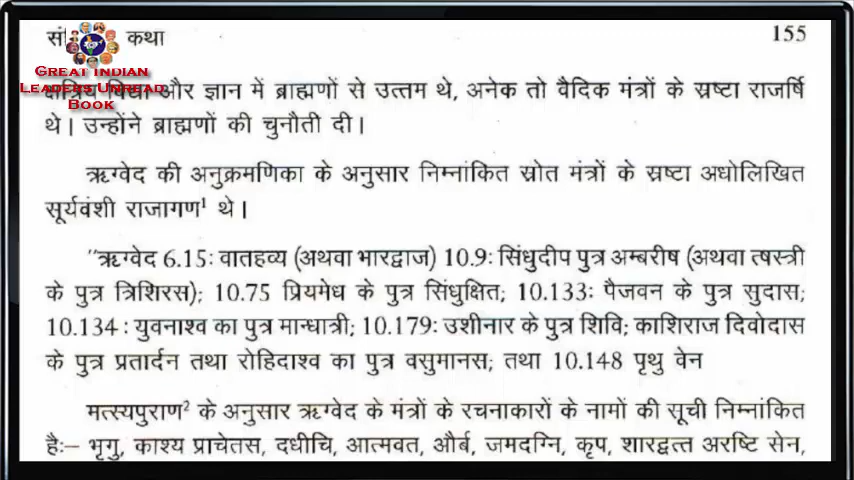 कथा
155
GREAT INDIAN
LEADERS UNREAD
BOOK
विद्या और ज्ञान में ब्राह्मणों से उत्तम थे, अनेक तो वैदिक मंत्रों के स्रष्टा राजर्षि
थे। उन्होंने ब्राह्मणों की चुनौती दी।
ऋग्वेद की अनुक्रमणिका के अनुसार निम्नांकित स्रोत मंत्रों के स्रष्टा अधोलिखित
सूर्यवंशी राजागण¹ थे।
"ऋग्वेद 6.15: वातहव्य (अथवा भारद्वाज) 10.9: सिंधुदीप पुत्र अम्बरीष (अथवा त्षस्त्री
के पुत्र त्रिशिरस); 10.75 प्रियमेध के पुत्र सिंधुक्षित; 10.133: पैजवन के पुत्र सुदास;
10.134 : युवनाश्व का पुत्र मान्धात्री; 10.179: उशीनार के पुत्र शिवि; काशिराज दिवोदास
के पुत्र प्रतार्दन तथा रोहिदाश्व का पुत्र वसुमानस; तथा 10.148 पृथु वेन
मत्स्यपुराण² के अनुसार ऋग्वेद के मंत्रों के रचनाकारों के नामों की सूची निम्नांकित
है:– भृगु, काश्य प्राचेतस, दधीचि, आत्मवत, और्ब, जमदग्नि, कृप, शारद्वत्त अरष्टि सेन,